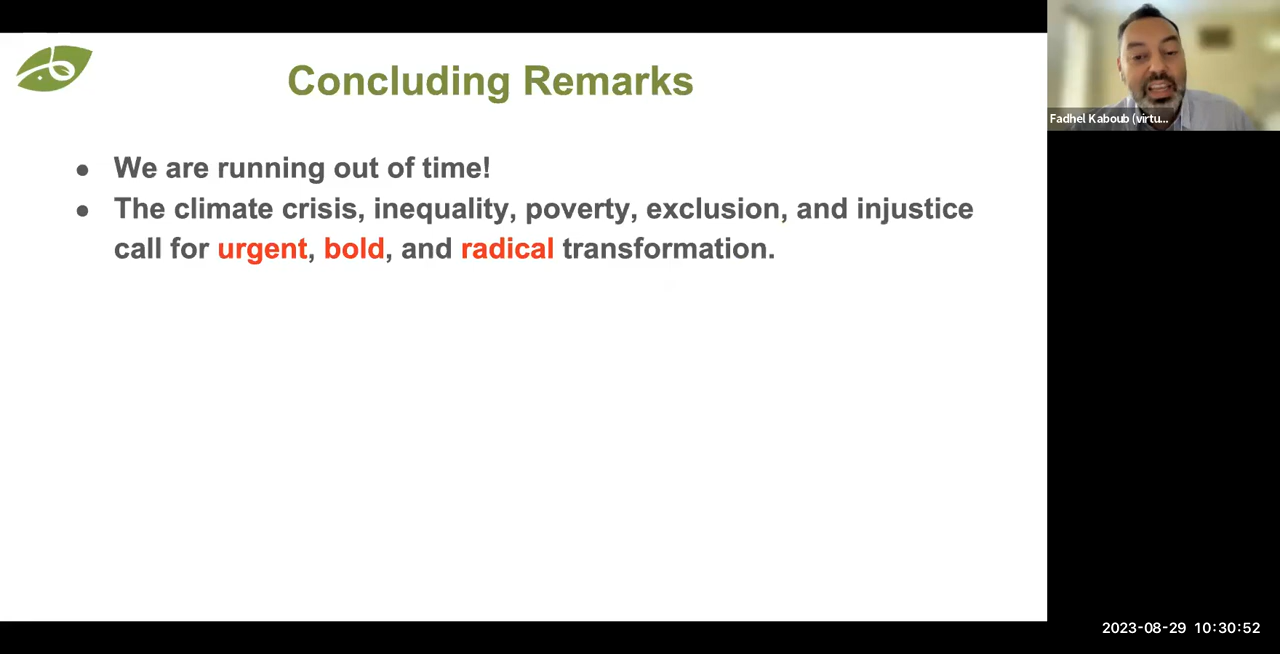 Concluding Remarks
● We are running out of time!
● The climate crisis, inequality, poverty, exclusion, and injustice
call for urgent, bold, and radical transformation.
Fadhel Kaboub (virtu...
2023-08-29 10:30:52